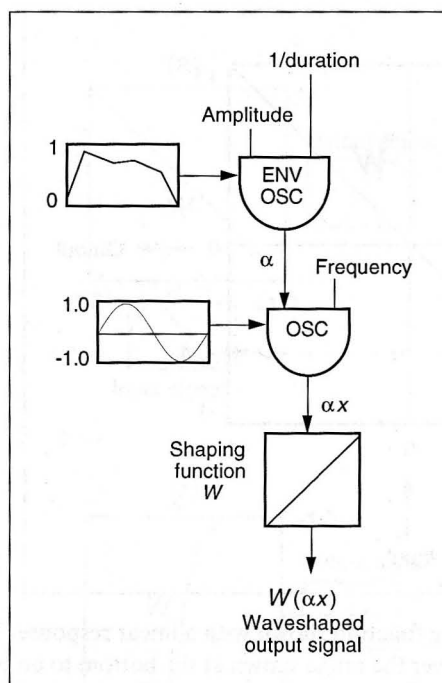 1/duration
Amplitude
1
0
ENV
OSC
α
Frequency
1.0
-1.0
OSC
αx
Shaping
function
W
W(αx)
Waveshaped
output signal